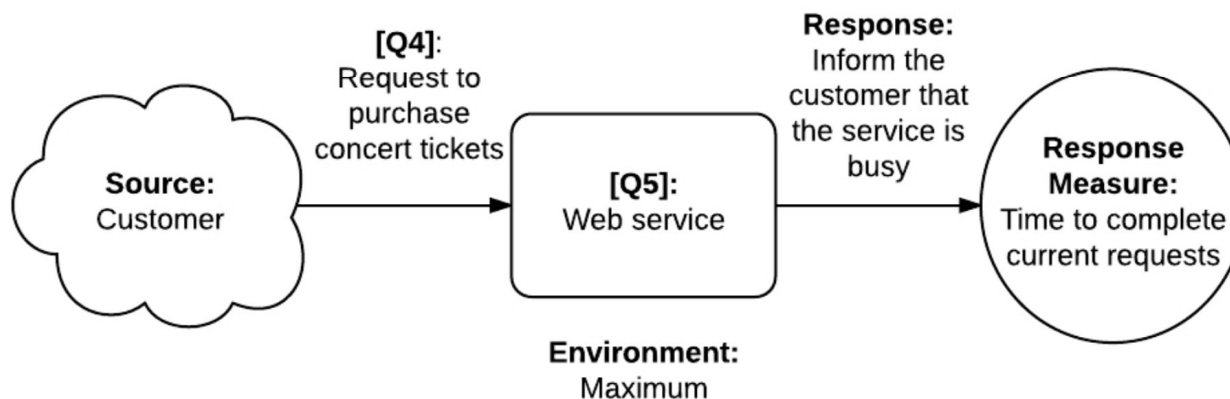 Source:
Customer
[Q4]:
Request to
purchase
concert tickets
[Q5]:
Web service
Environment:
Maximum
Response:
Inform the
customer that
the service is
busy
Response
Measure:
Time to complete
current requests